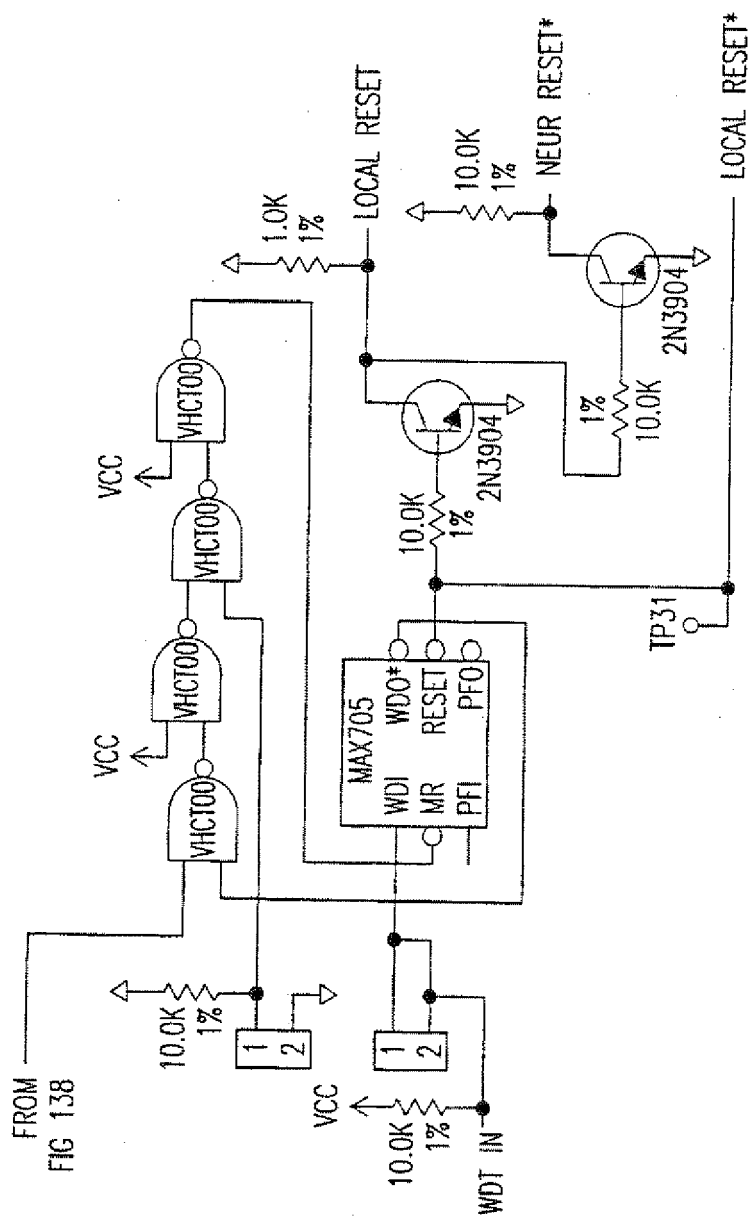 FROM
FIG 138
VCC
VCC
VHCT00
VHCT00
VHCT00
VHCT00
10.0K
1%
1
2
VCC
10.0K
1%
1
2
WDT IN
MAX705
WDI
WDO*
MR
RESET
PFI
PFO
10.0K
1%
2N3904
1.0K
1%
LOCAL RESET
10.0K
1%
NEUR RESET*
1%
10.0K
2N3904
TP31
LOCAL RESET*